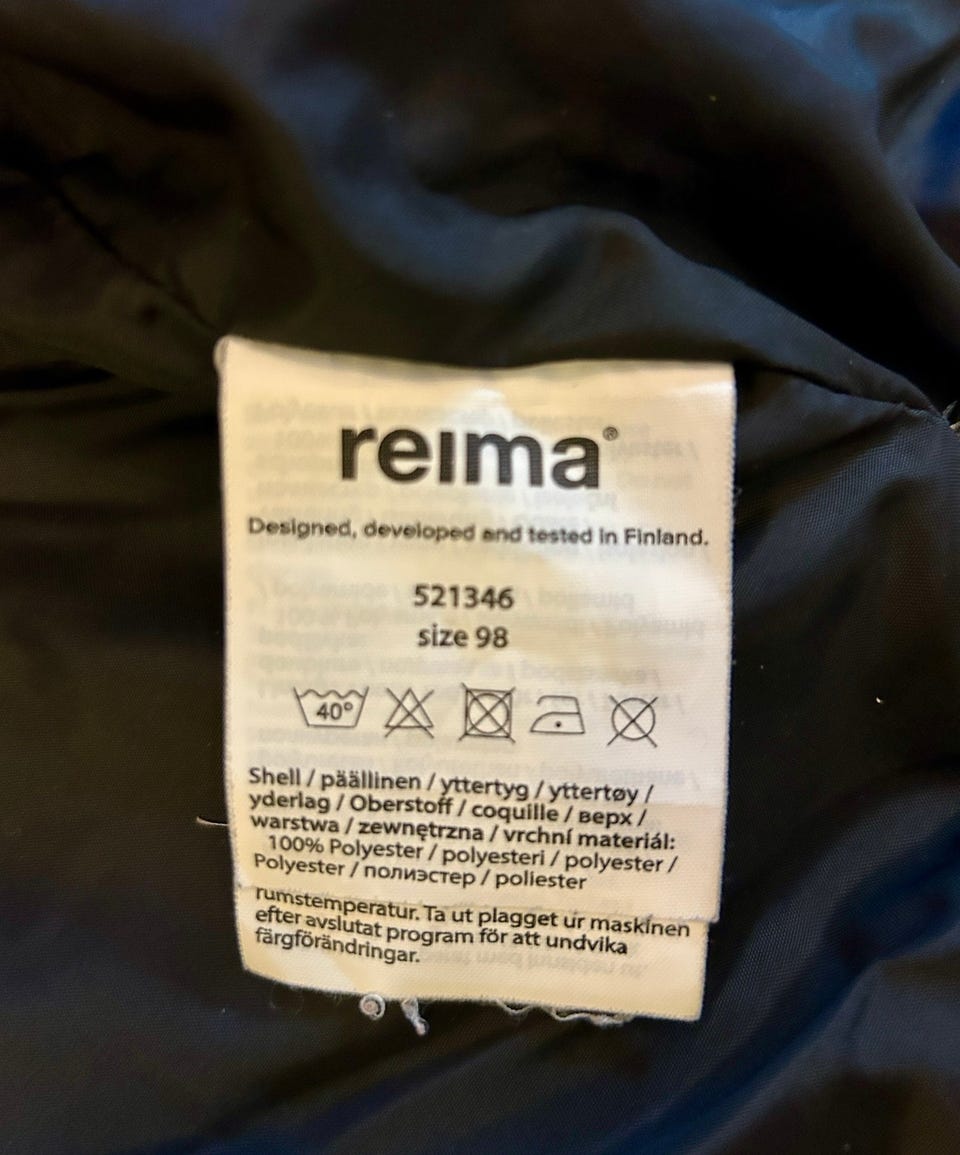 reima®
Designed, developed and tested in Finland.
521346
size 98
40°
Shell / päällinen / yttertyg / yttertøy /
yderlag / Oberstoff / coquille / верх /
warstwa / zewnętrzna / vrchní materiál:
100% Polyester / polyesteri / polyester /
Polyester / полиэстер / poliester
rumstemperatur. Ta ut plagget ur maskinen
efter avslutat program för att undvika
färgförändringar.